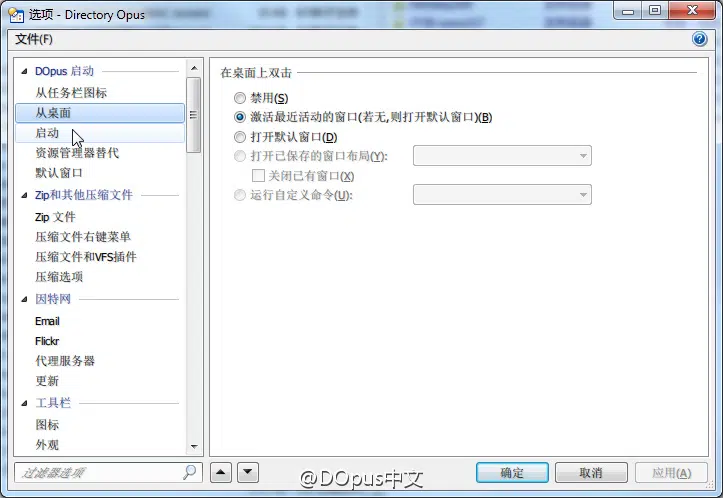 选项 - Directory Opus
文件(F)
DOpus 启动
从任务栏图标
从桌面
启动
资源管理器替代
默认窗口
Zip和其他压缩文件
Zip 文件
压缩文件右键菜单
压缩文件和VFS插件
压缩选项
因特网
Email
Flickr
代理服务器
更新
工具栏
图标
外观
过滤器选项
在桌面上双击
禁用(S)
激活最近活动的窗口(若无,则打开默认窗口)(B)
打开默认窗口(D)
打开已保存的窗口布局(Y):
关闭已有窗口(X)
运行自定义命令(U):
@DOpus中文
确定
取消
应用(A)